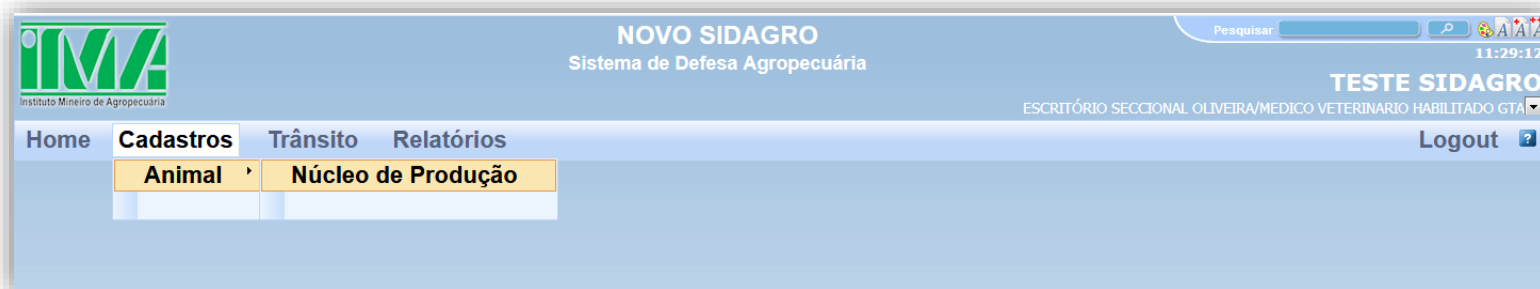 IMA
Instituto Mineiro de Agropecuária
NOVO SIDAGRO
Sistema de Defesa Agropecuária
Pesquisar
A A+ A++
11:29:17
TESTE SIDAGRO
ESCRITÓRIO SECCIONAL OLIVEIRA/MEDICO VETERINARIO HABILITADO GTA
Home Cadastros Trânsito Relatórios Logout ?
Animal Núcleo de Produção